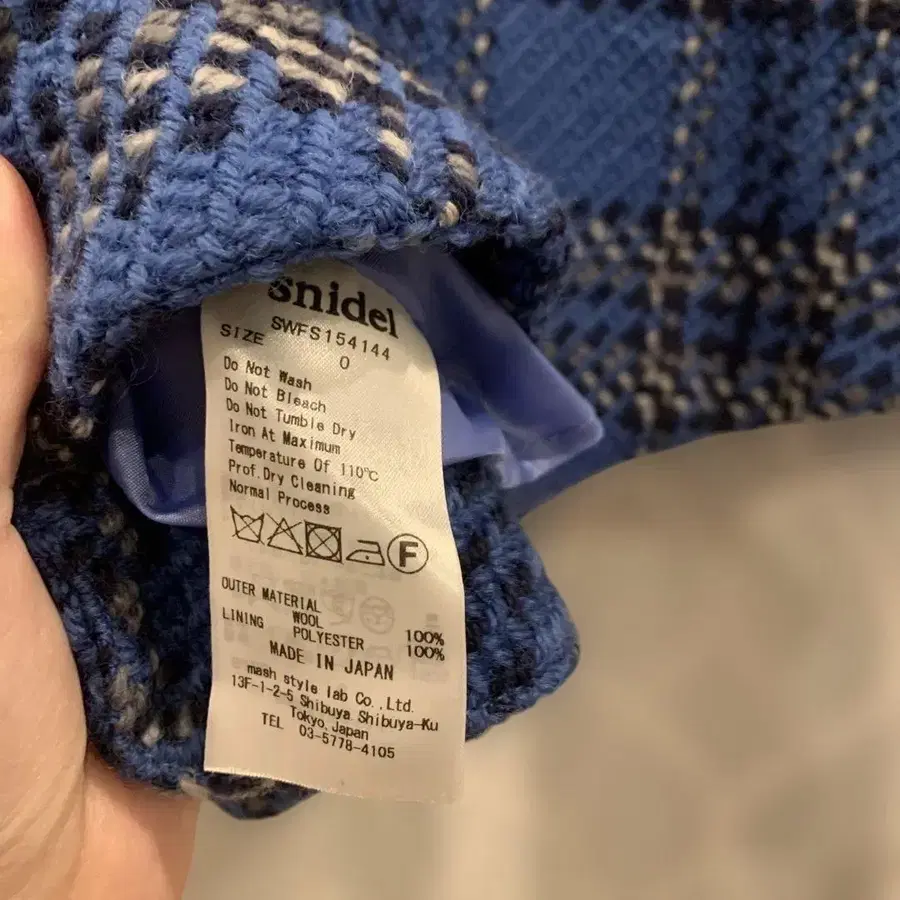 snidel
SWFS154144
SIZE 0
Do Not Wash
Do Not Bleach
Do Not Tumble Dry
Iron At Maximum
Temperature Of 110℃
Prof.Dry Cleaning
Normal Process
F
OUTER MATERIAL
WOOL 100%
LINING POLYESTER 100%
MADE IN JAPAN
mash style lab Co.,Ltd.
13F-1-2-5 Shibuya Shibuya-Ku
Tokyo,Japan
TEL 03-5778-4105